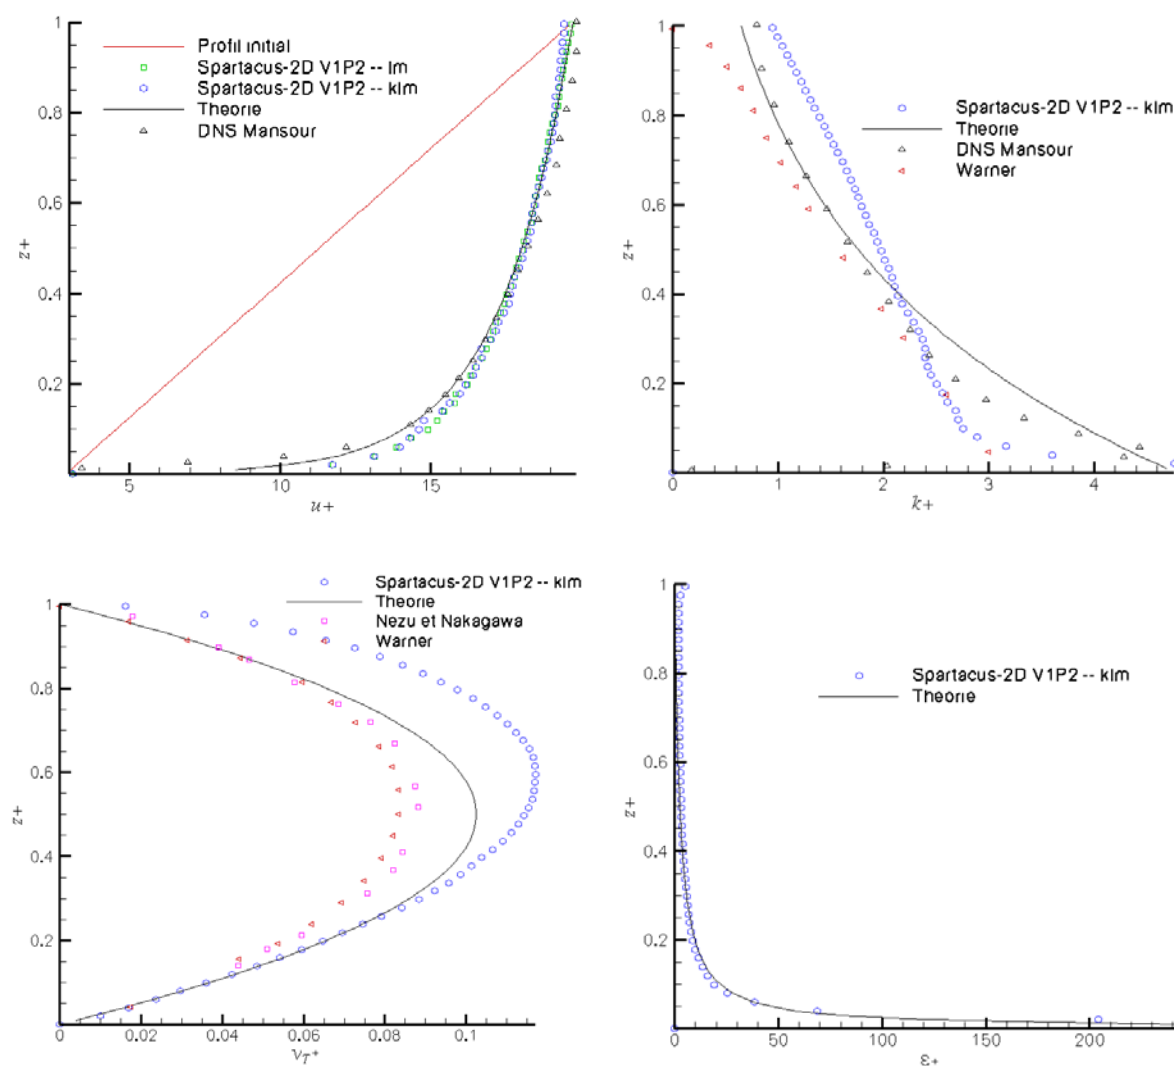 1
Profil initial
Spartacus-2D V1P2 -- lm
Spartacus-2D V1P2 -- klm
Theorie
DNS Mansour
0.8
0.6
z+
0.4
0.2
5 10 15
u+
1
Spartacus-2D V1P2 -- klm
Theorie
DNS Mansour
Warner
0.8
0.6
z+
0.4
0.2
0 1 2 3 4
k+
Spartacus-2D V1P2 -- klm
Theorie
Nezu et Nakagawa
Warner
1
0.8
0.6
z+
0.4
0.2
0 0.02 0.04 0.06 0.08 0.1
νT+
1
Spartacus-2D V1P2 -- klm
Theorie
0.8
0.6
z+
0.4
0.2
0 50 100 150 200
ε+